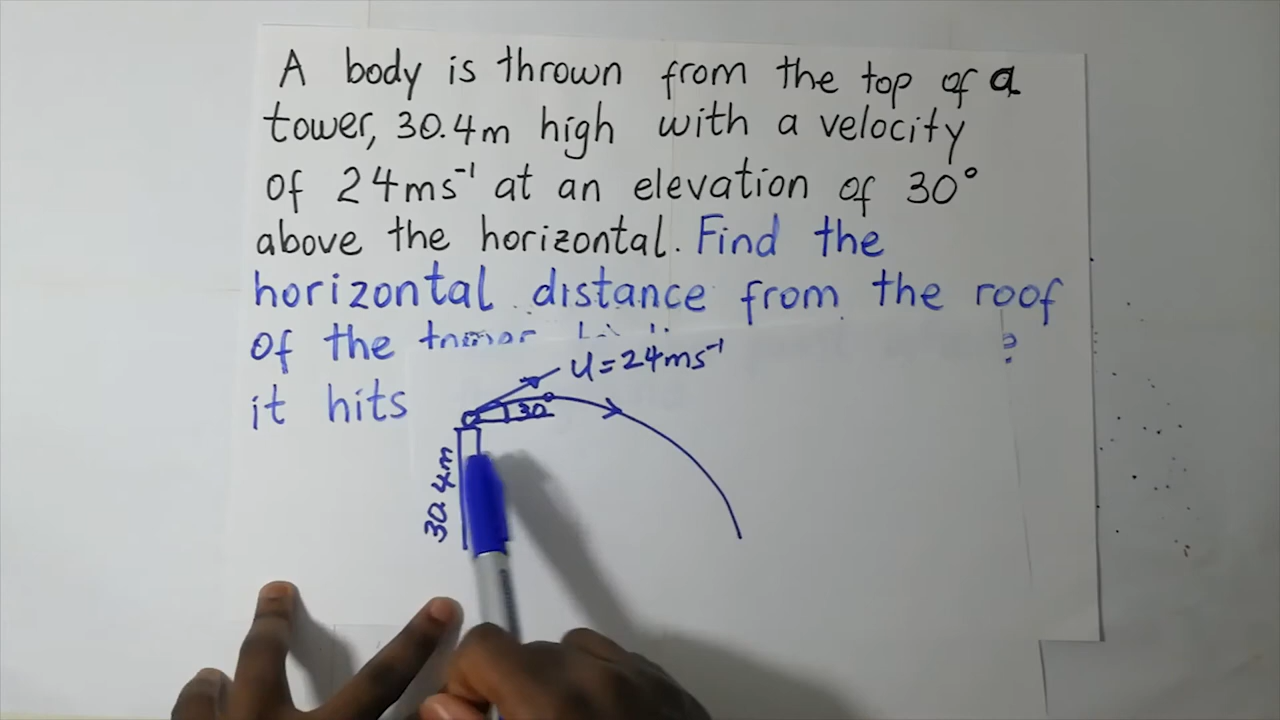 A body is thrown from the top of a
tower, 30.4m high with a velocity
of 24ms⁻¹ at an elevation of 30°
above the horizontal. Find the
horizontal distance from the roof
of the ?
it hits
u=24ms⁻¹
30
30.4m